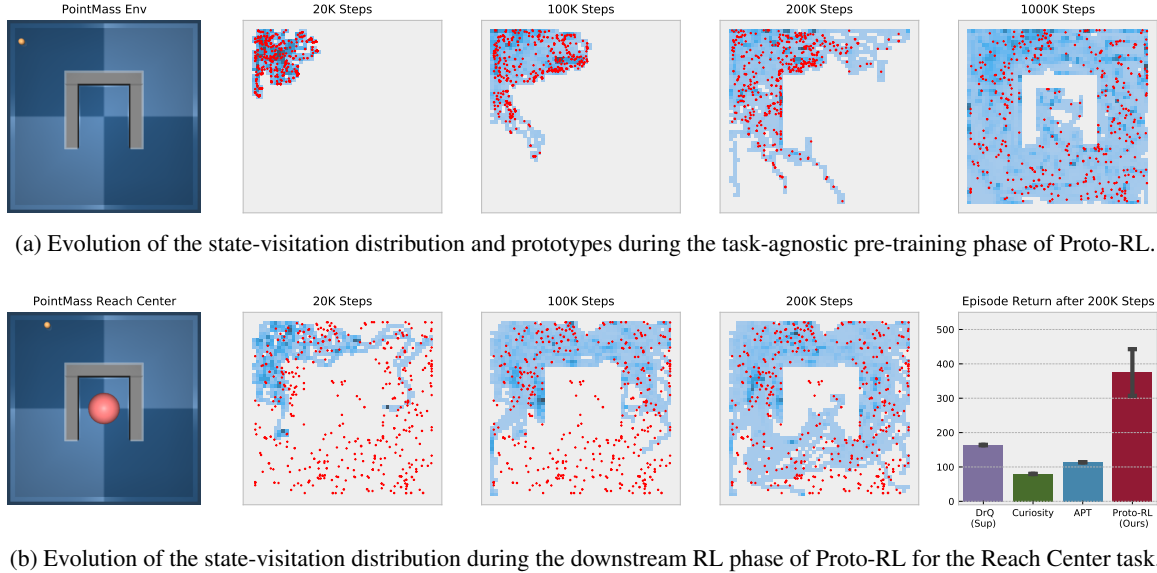 PointMass Env
20K Steps
100K Steps
200K Steps
1000K Steps
(a) Evolution of the state-visitation distribution and prototypes during the task-agnostic pre-training phase of Proto-RL.
PointMass Reach Center
20K Steps
100K Steps
200K Steps
Episode Return after 200K Steps
500
400
300
200
100
0
DrQ
(Sup)
Curiosity
APT
Proto-RL
(Ours)
(b) Evolution of the state-visitation distribution during the downstream RL phase of Proto-RL for the Reach Center task.